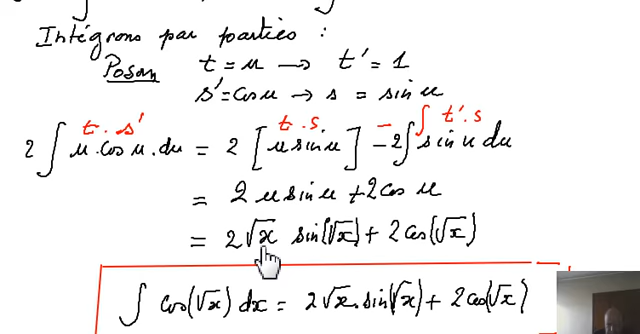 Intégrons par parties :
Posons t = u → t' = 1
s' = cos u → s = sin u
t . s' t . s. ∫ t' . s
2 ∫ u . cos u . du = 2 [ u sin u ] - 2 ∫ sin u du
= 2 u sin u + 2 cos u
= 2 √x sin(√x) + 2 cos(√x)
∫ cos(√x) dx = 2√x . sin(√x) + 2 cos(√x)